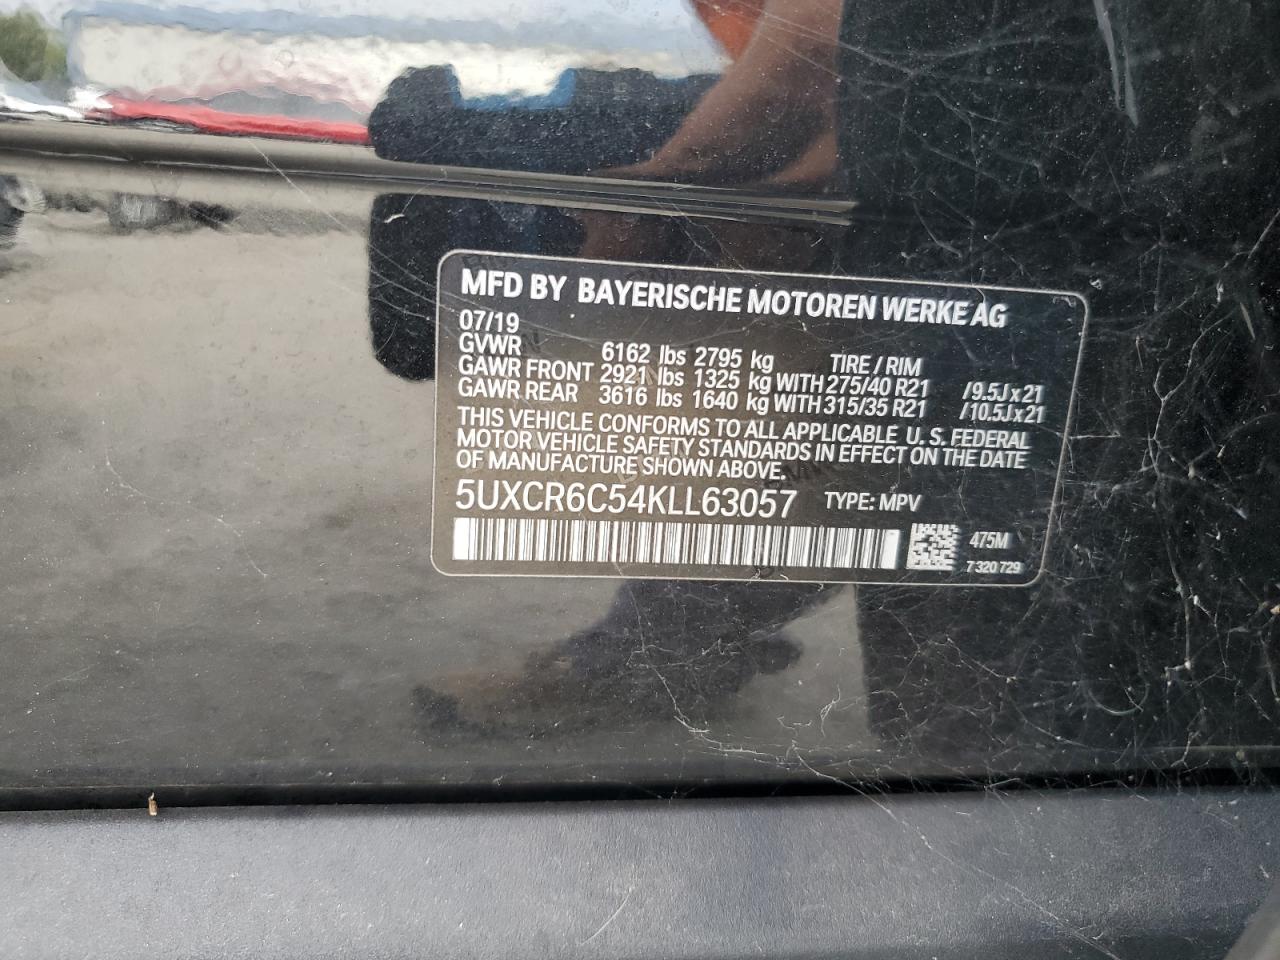 MFD BY BAYERISCHE MOTOREN WERKE AG
07/19
GVWR 6162 lbs 2795 kg TIRE / RIM
GAWR FRONT 2921 lbs 1325 kg WITH 275/40 R21 /9.5J x 21
GAWR REAR 3616 lbs 1640 kg WITH 315/35 R21 /10.5J x 21
THIS VEHICLE CONFORMS TO ALL APPLICABLE U. S. FEDERAL
MOTOR VEHICLE SAFETY STANDARDS IN EFFECT ON THE DATE
OF MANUFACTURE SHOWN ABOVE.
5UXCR6C54KLL63057 TYPE: MPV
475M
7 320 729